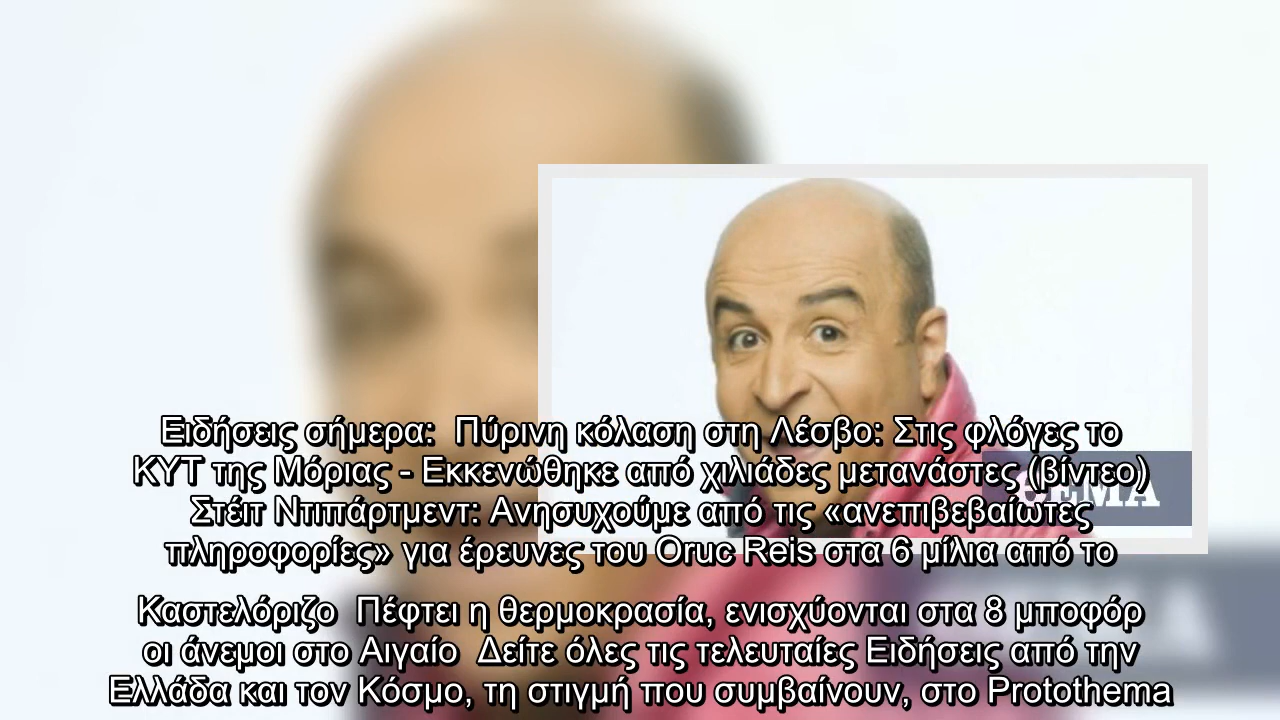 Ειδήσεις σήμερα:  Πύρινη κόλαση στη Λέσβο: Στις φλόγες το
ΚΥΤ της Μόριας - Εκκενώθηκε από χιλιάδες μετανάστες (βίντεο)
Στέιτ Ντιπάρτμεντ: Ανησυχούμε από τις «ανεπιβεβαίωτες
πληροφορίες» για έρευνες του Oruc Reis στα 6 μίλια από το
Καστελόριζο  Πέφτει η θερμοκρασία, ενισχύονται στα 8 μποφόρ
οι άνεμοι στο Αιγαίο  Δείτε όλες τις τελευταίες Ειδήσεις από την
Ελλάδα και τον Κόσμο, τη στιγμή που συμβαίνουν, στο Protothema
θΕΜΑ